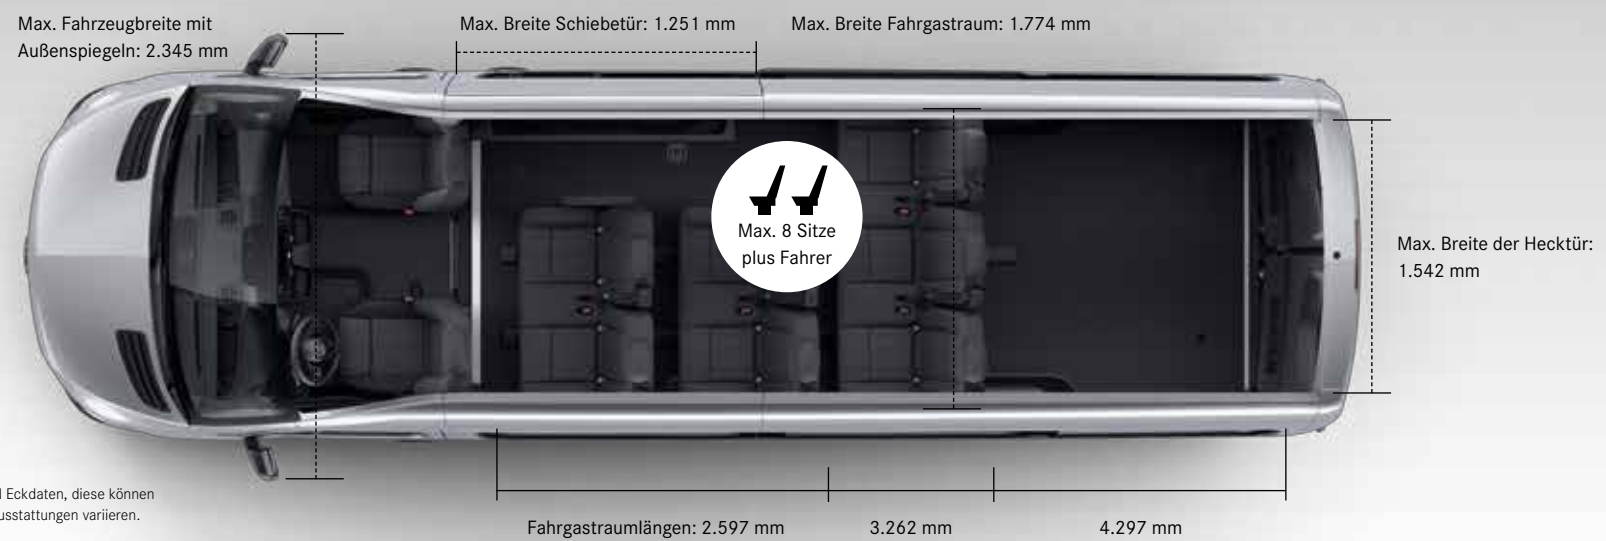 Max. Fahrzeugbreite mit
Außenspiegeln: 2.345 mm
Max. Breite Schiebetür: 1.251 mm
Max. Breite Fahrgastraum: 1.774 mm
Max. 8 Sitze
plus Fahrer
Max. Breite der Hecktür:
1.542 mm
Eckdaten, diese können
usstattungen variieren.
Fahrgastraumlängen: 2.597 mm
3.262 mm
4.297 mm